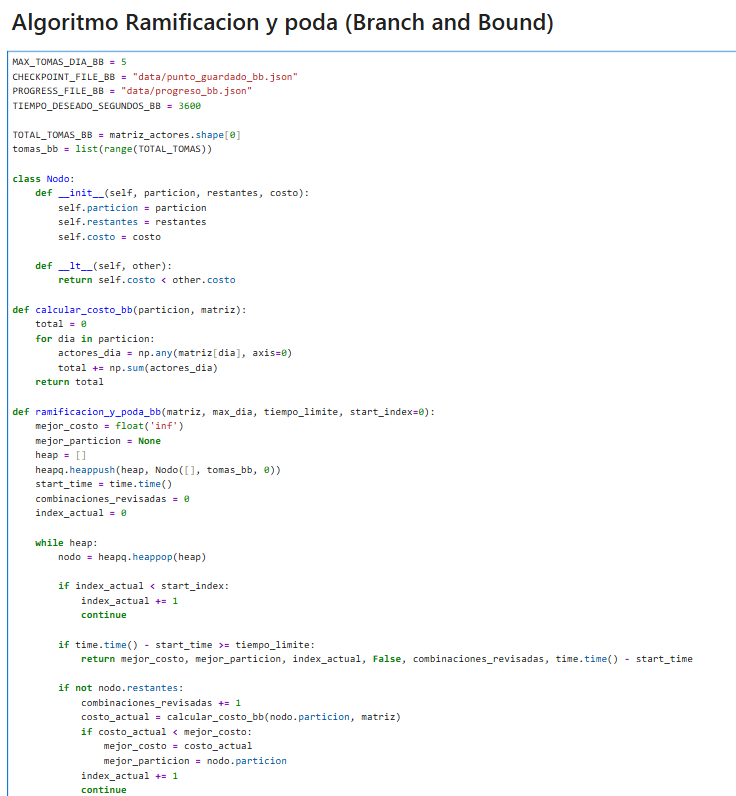 Algoritmo Ramificacion y poda (Branch and Bound)
MAX_TOMAS_DIA_BB = 5
CHECKPOINT_FILE_BB = "data/punto_guardado_bb.json"
PROGRESS_FILE_BB = "data/progreso_bb.json"
TIEMPO_DESEADO_SEGUNDOS_BB = 3600

TOTAL_TOMAS_BB = matriz_actores.shape[0]
tomas_bb = list(range(TOTAL_TOMAS))

class Nodo:
    def __init__(self, particion, restantes, costo):
        self.particion = particion
        self.restantes = restantes
        self.costo = costo

    def __lt__(self, other):
        return self.costo < other.costo

def calcular_costo_bb(particion, matriz):
    total = 0
    for dia in particion:
        actores_dia = np.any(matriz[dia], axis=0)
        total += np.sum(actores_dia)
    return total

def ramificacion_y_poda_bb(matriz, max_dia, tiempo_limite, start_index=0):
    mejor_costo = float('inf')
    mejor_particion = None
    heap = []
    heapq.heappush(heap, Nodo([], tomas_bb, 0))
    start_time = time.time()
    combinaciones_revisadas = 0
    index_actual = 0

    while heap:
        nodo = heapq.heappop(heap)

        if index_actual < start_index:
            index_actual += 1
            continue

        if time.time() - start_time >= tiempo_limite:
            return mejor_costo, mejor_particion, index_actual, False, combinaciones_revisadas, time.time() - start_time

        if not nodo.restantes:
            combinaciones_revisadas += 1
            costo_actual = calcular_costo_bb(nodo.particion, matriz)
            if costo_actual < mejor_costo:
                mejor_costo = costo_actual
                mejor_particion = nodo.particion
            index_actual += 1
            continue